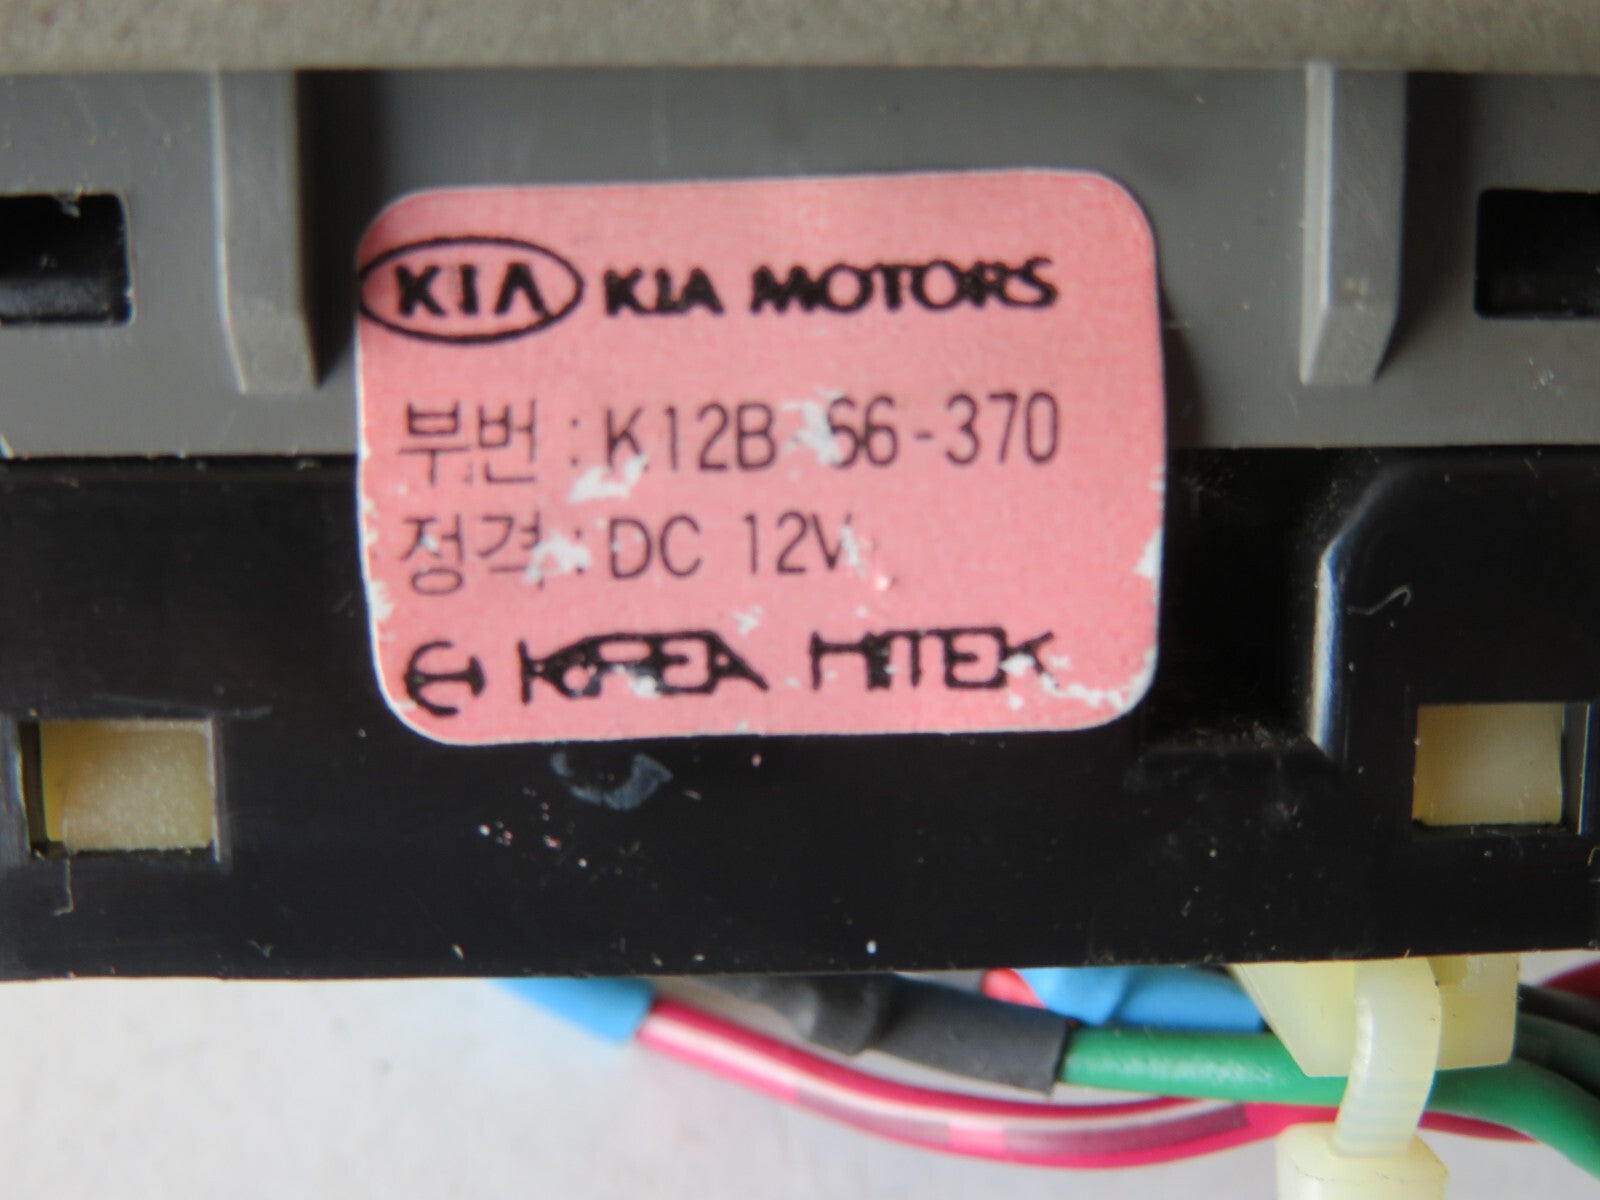 KIA KIA MOTORS
부번 : K12B 66-370
정격 : DC 12V
KOREA HITEK